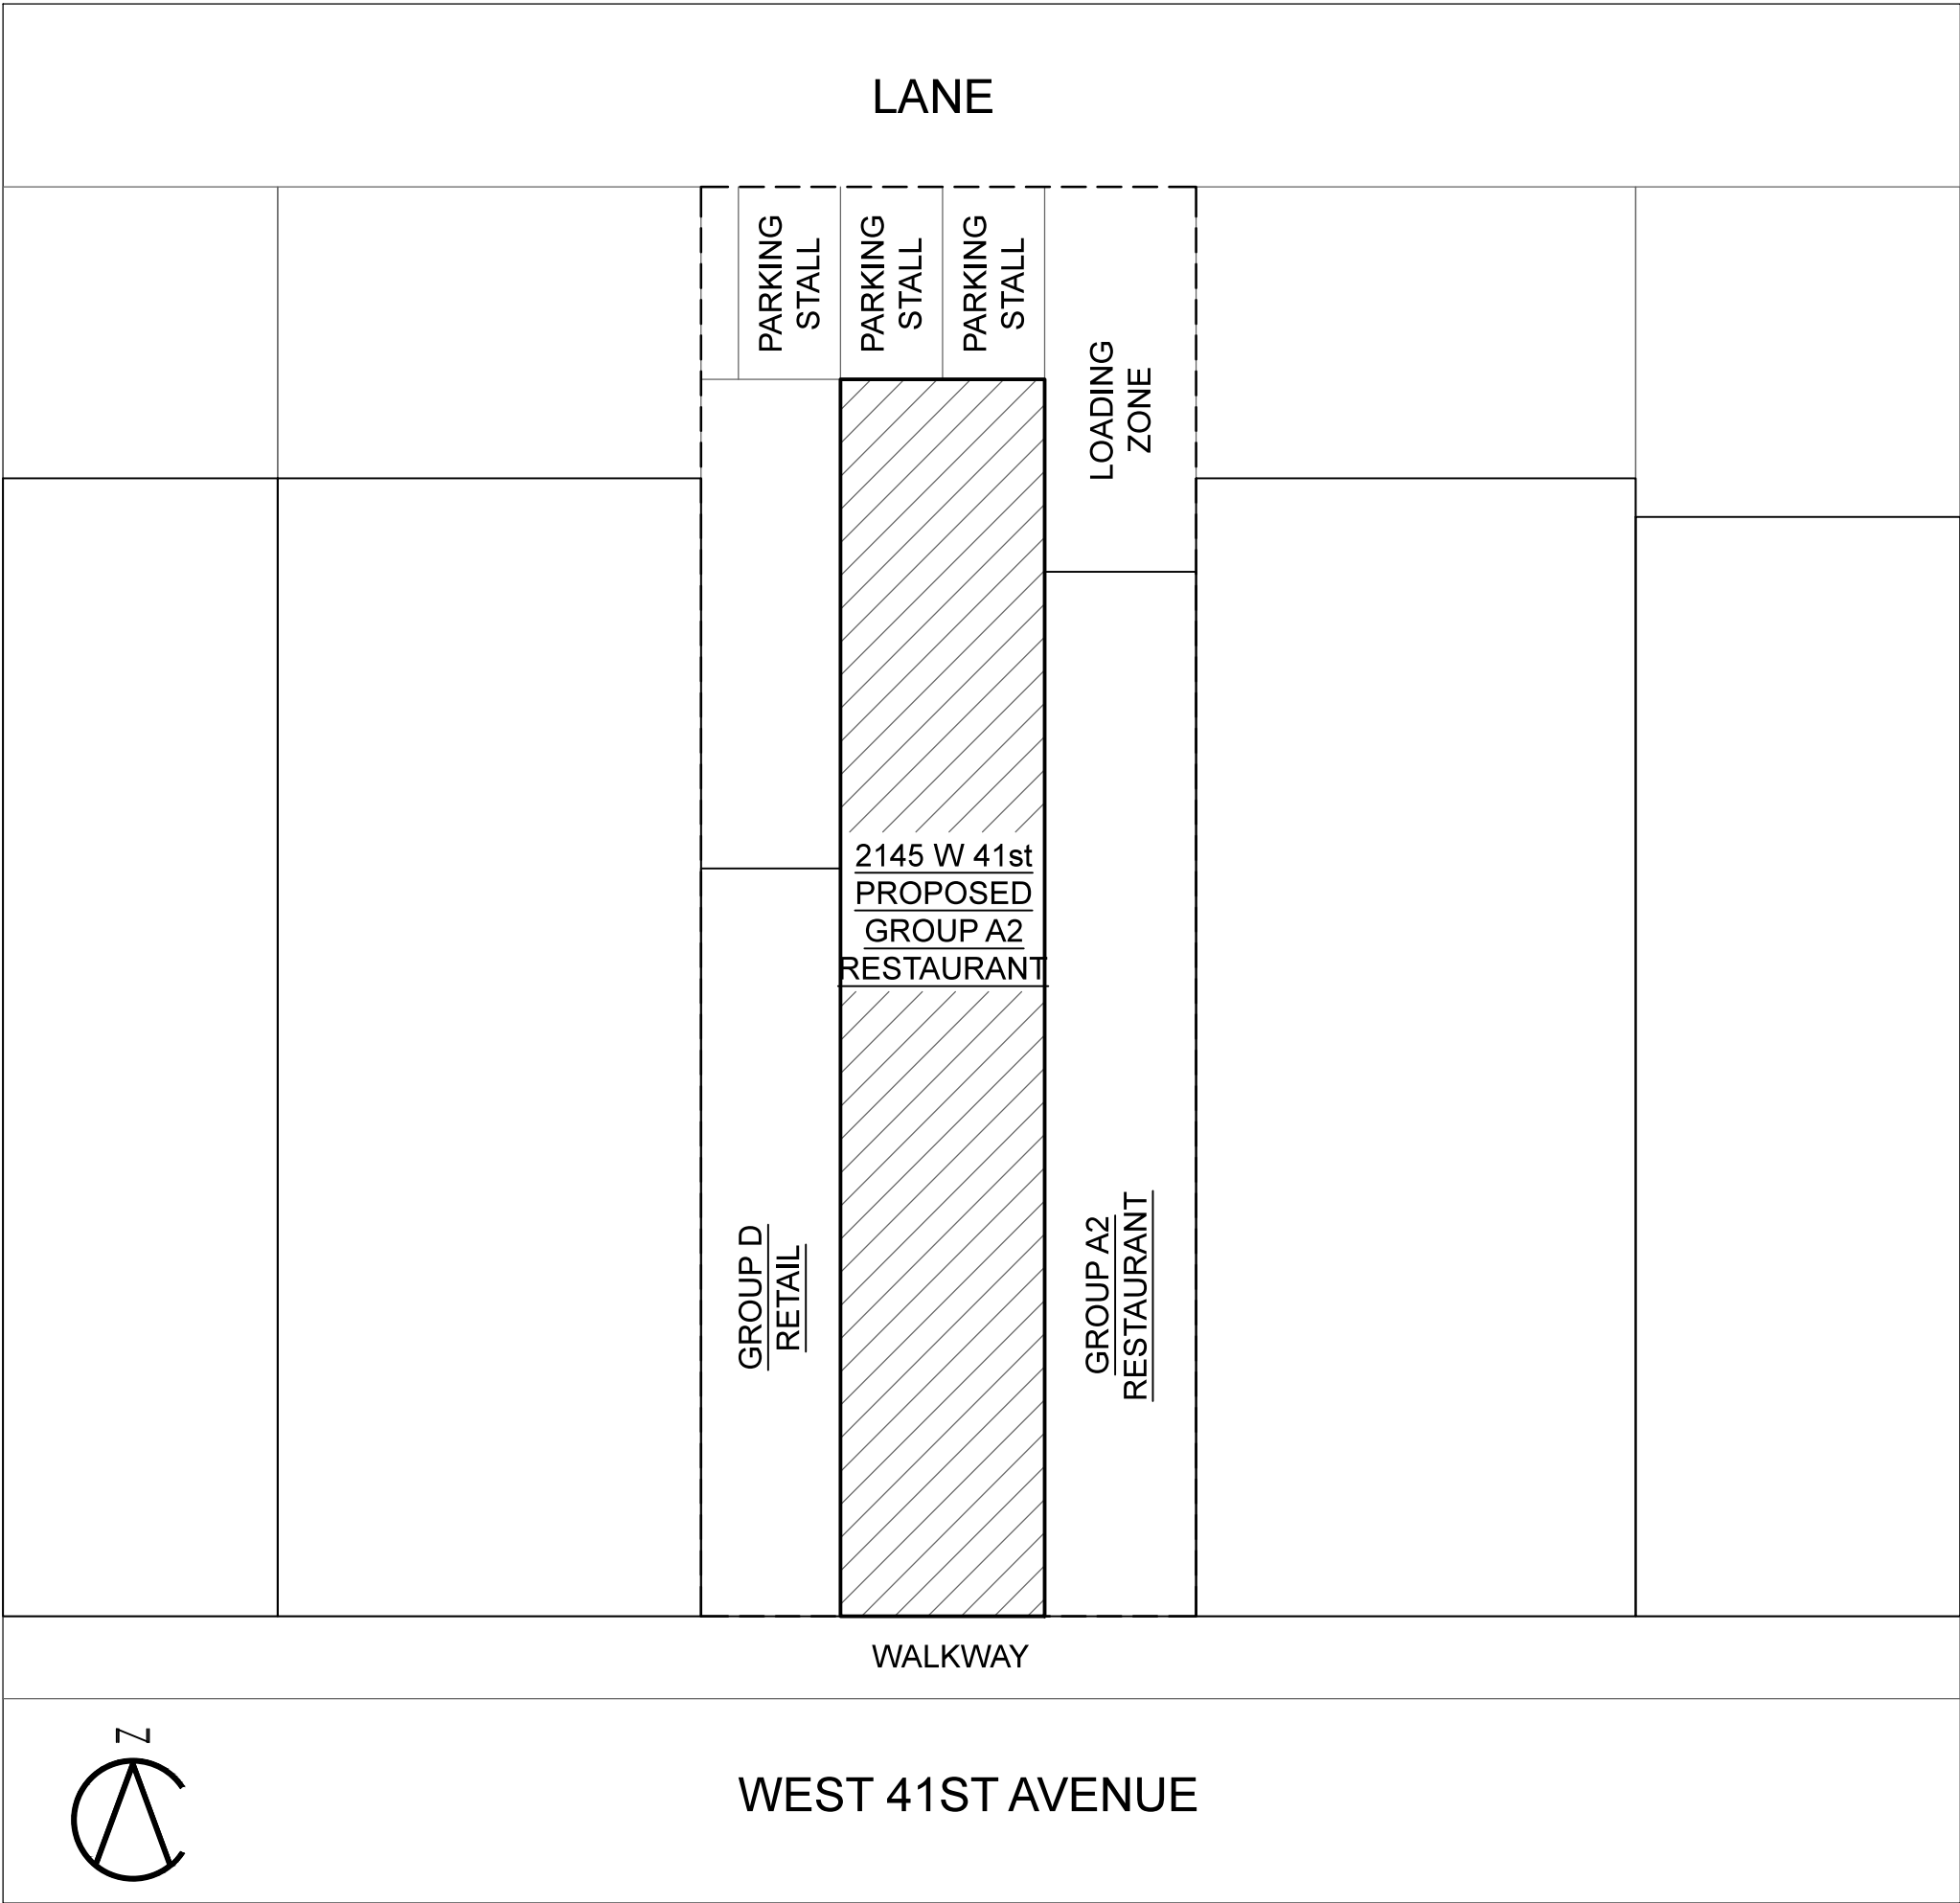 LANE
PARKING
STALL
PARKING
STALL
PARKING
STALL
LOADING
ZONE
2145 W 41st
PROPOSED
GROUP A2
RESTAURANT
GROUP D
RETAIL
GROUP A2
RESTAURANT
WALKWAY
N
WEST 41ST AVENUE